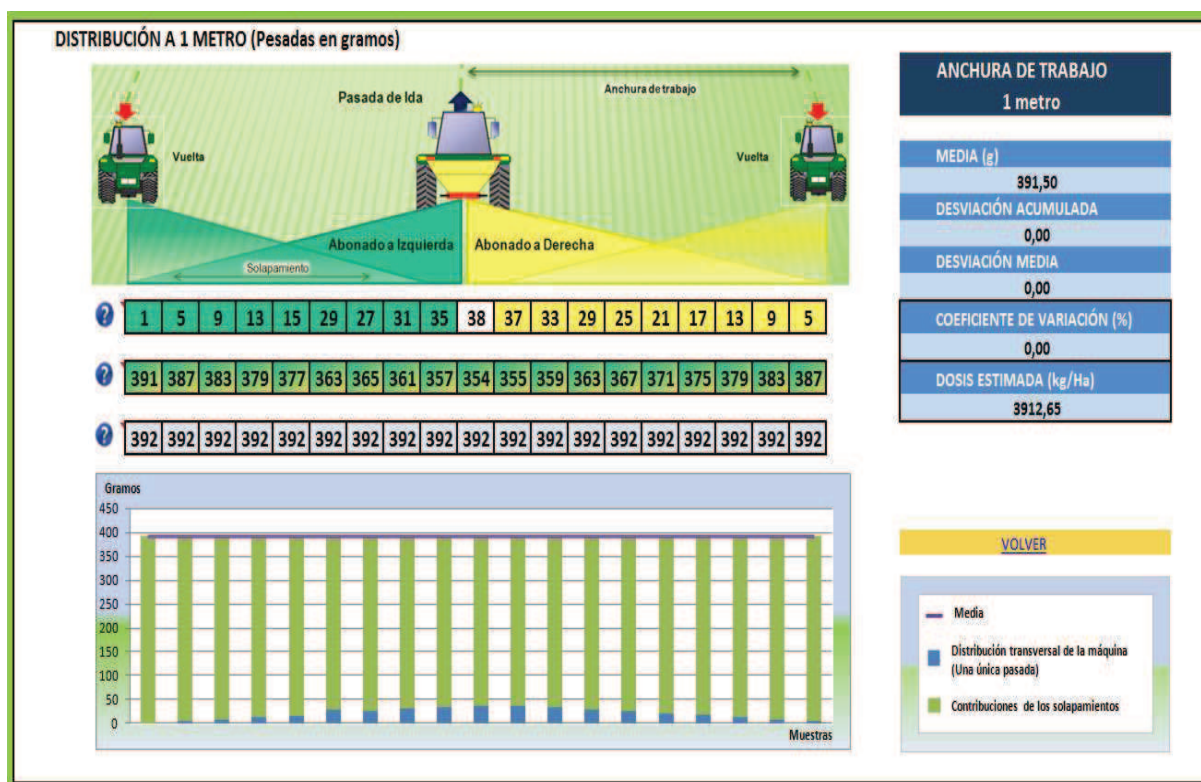 DISTRIBUCIÓN A 1 METRO (Pesadas en gramos)
Pasada de Ida
Anchura de trabajo
Vuelta
Vuelta
Abonado a Izquierda
Abonado a Derecha
Solapamiento
? 1 5 9 13 15 29 27 31 35 38 37 33 29 25 21 17 13 9 5
? 391 387 383 379 377 363 365 361 357 354 355 359 363 367 371 375 379 383 387
? 392 392 392 392 392 392 392 392 392 392 392 392 392 392 392 392 392 392 392
Gramos
450
400
350
300
250
200
150
100
50
0
Muestras
ANCHURA DE TRABAJO
1 metro
MEDIA (g)
391,50
DESVIACIÓN ACUMULADA
0,00
DESVIACIÓN MEDIA
0,00
COEFICIENTE DE VARIACIÓN (%)
0,00
DOSIS ESTIMADA (kg/Ha)
3912,65
VOLVER
Media
Distribución transversal de la máquina
(Una única pasada)
Contribuciones de los solapamientos